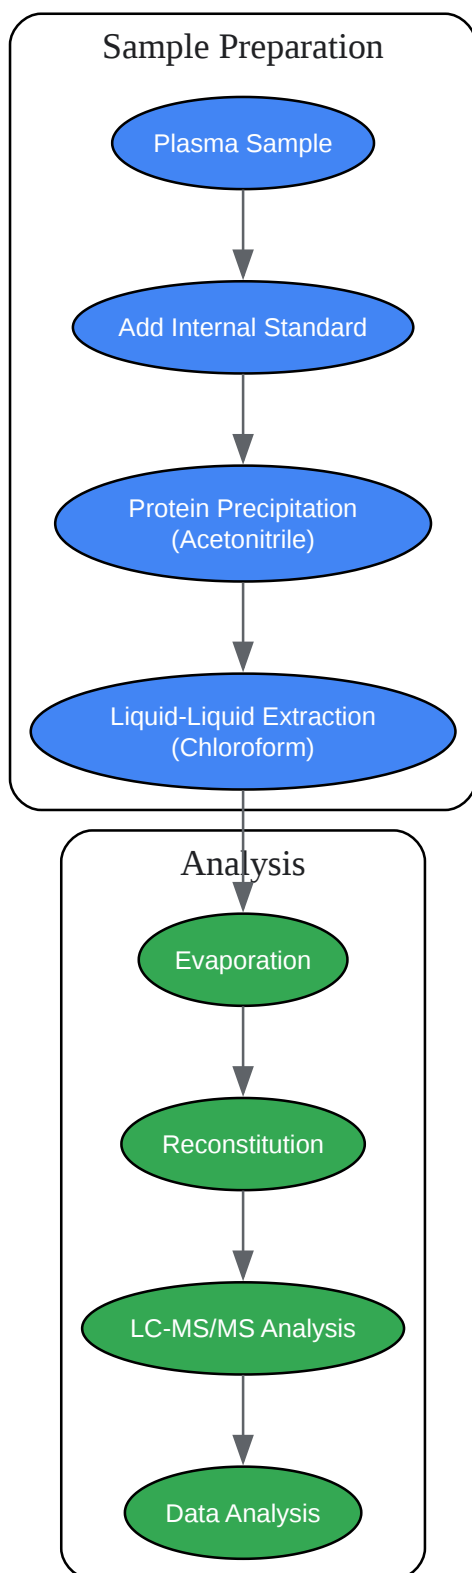 Sample Preparation
Plasma Sample
Add Internal Standard
Protein Precipitation
(Acetonitrile)
Liquid-Liquid Extraction
(Chloroform)
Analysis
Evaporation
Reconstitution
LC-MS/MS Analysis
Data Analysis